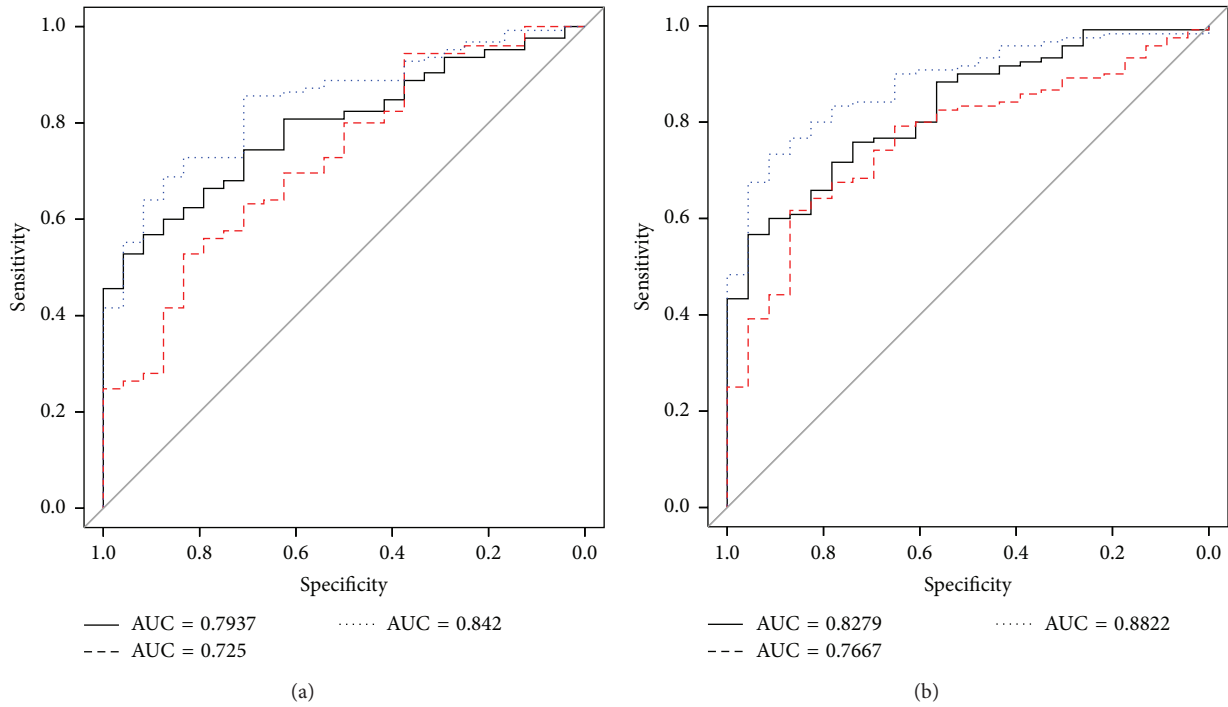 1.0
0.8
0.6
0.4
0.2
0.0
Sensitivity
1.0 0.8 0.6 0.4 0.2 0.0
Specificity
AUC = 0.7937
AUC = 0.725
AUC = 0.842
(a)
1.0
0.8
0.6
0.4
0.2
0.0
Sensitivity
1.0 0.8 0.6 0.4 0.2 0.0
Specificity
AUC = 0.8279
AUC = 0.7667
AUC = 0.8822
(b)